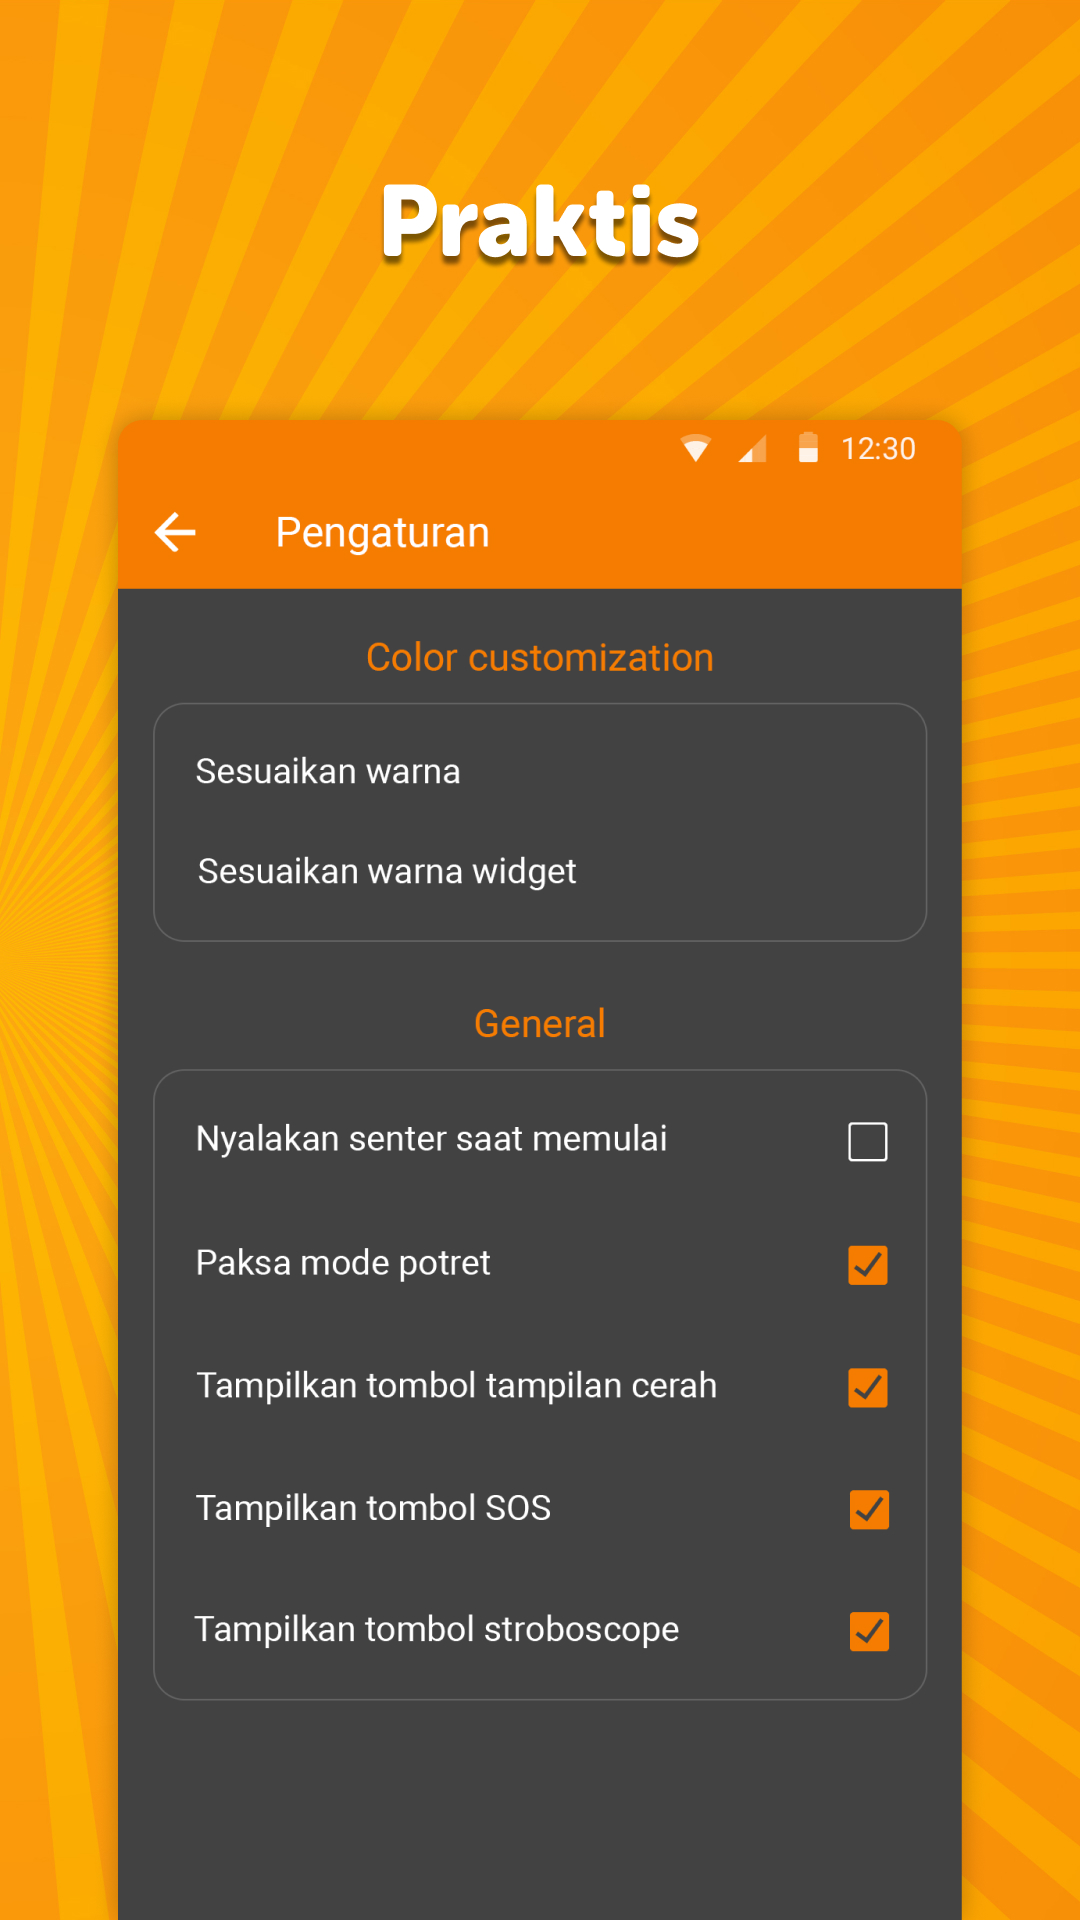 Praktis
12:30
Pengaturan
Color customization
Sesuaikan warna
Sesuaikan warna widget
General
Nyalakan senter saat memulai
Paksa mode potret
Tampilkan tombol tampilan cerah
Tampilkan tombol SOS
Tampilkan tombol stroboscope